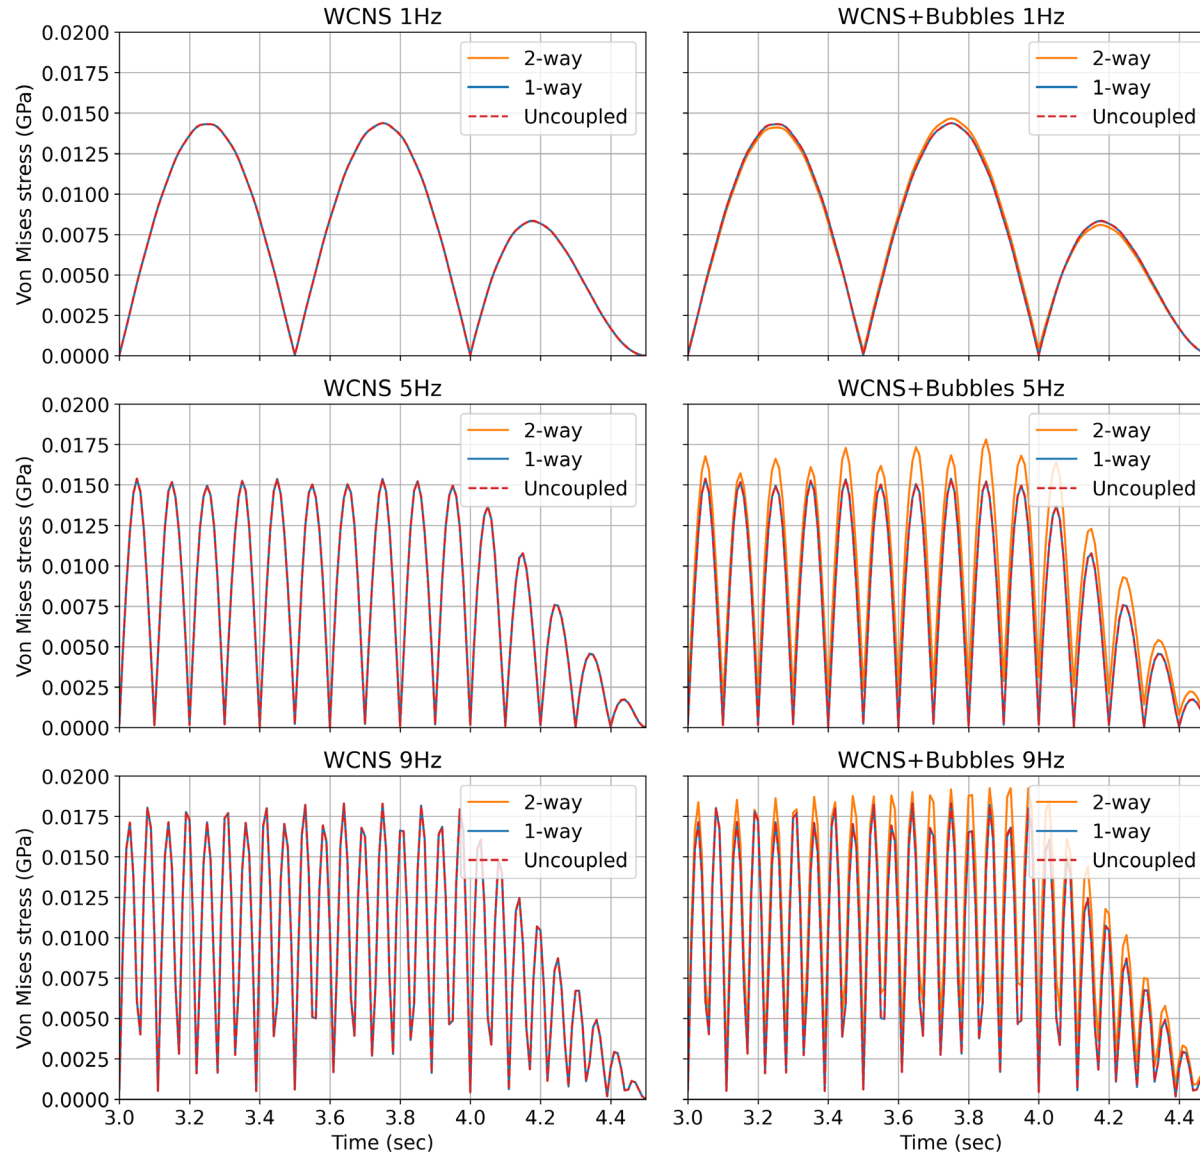 WCNS 1Hz
WCNS+Bubbles 1Hz
Von Mises stress (GPa)
0.0200
0.0175
0.0150
0.0125
0.0100
0.0075
0.0050
0.0025
0.0000
2-way
1-way
Uncoupled
2-way
1-way
Uncoupled
WCNS 5Hz
WCNS+Bubbles 5Hz
Von Mises stress (GPa)
0.0200
0.0175
0.0150
0.0125
0.0100
0.0075
0.0050
0.0025
0.0000
2-way
1-way
Uncoupled
2-way
1-way
Uncoupled
WCNS 9Hz
WCNS+Bubbles 9Hz
Von Mises stress (GPa)
0.0200
0.0175
0.0150
0.0125
0.0100
0.0075
0.0050
0.0025
0.0000
2-way
1-way
Uncoupled
2-way
1-way
Uncoupled
3.0 3.2 3.4 3.6 3.8 4.0 4.2 4.4
3.0 3.2 3.4 3.6 3.8 4.0 4.2 4.4
Time (sec)
Time (sec)